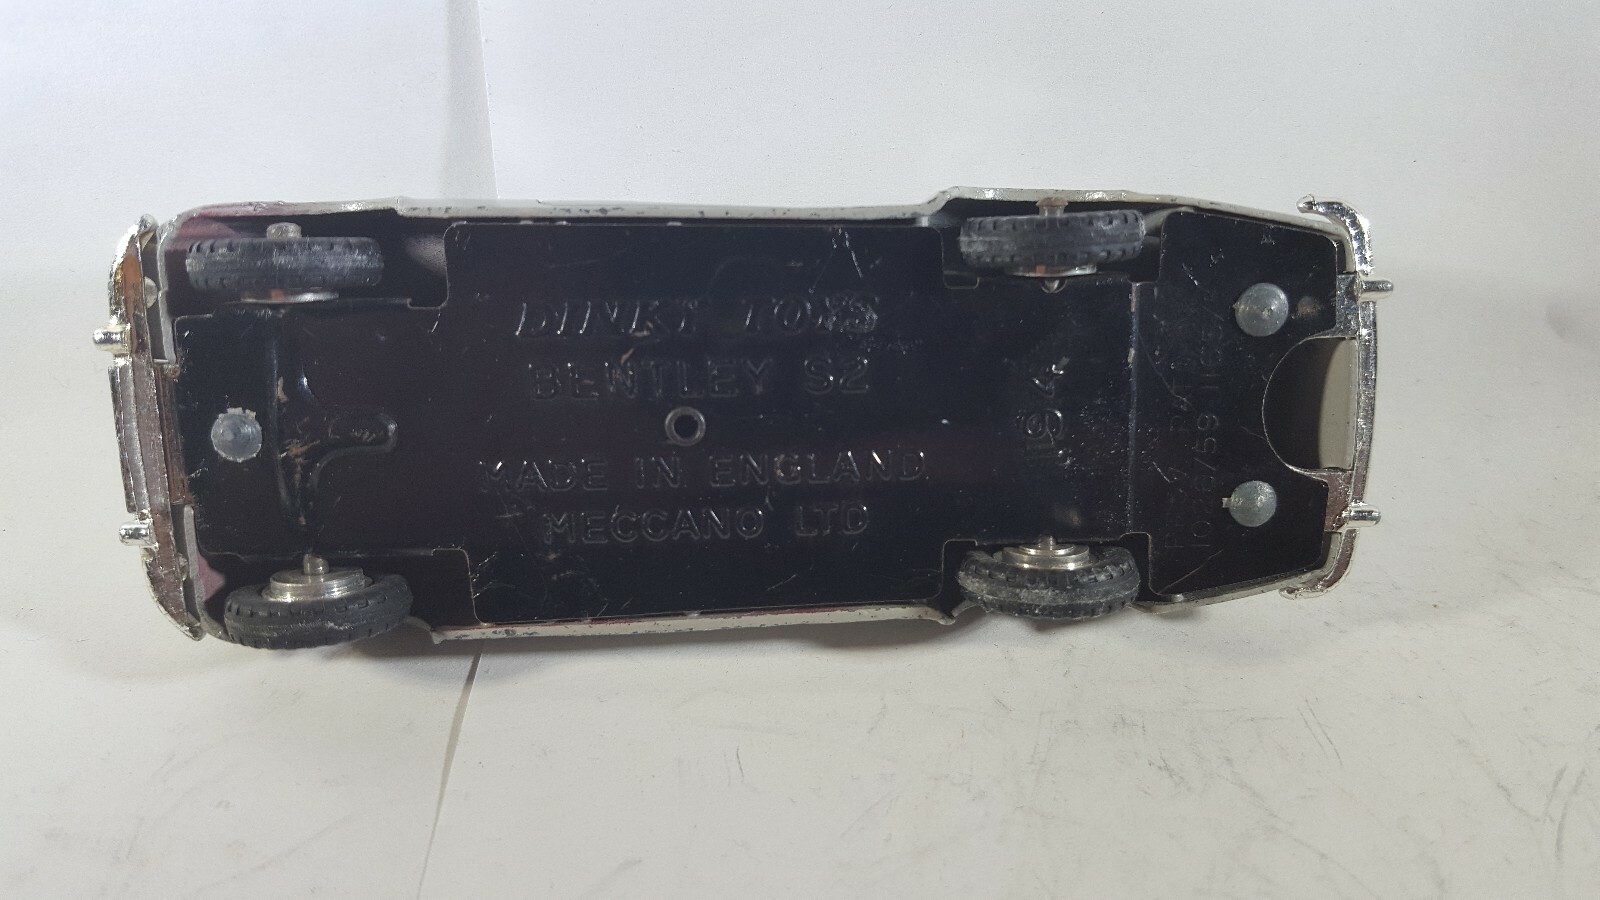 DINKY TOYS
BENTLEY S2
MADE IN ENGLAND
MECCANO LTD
194